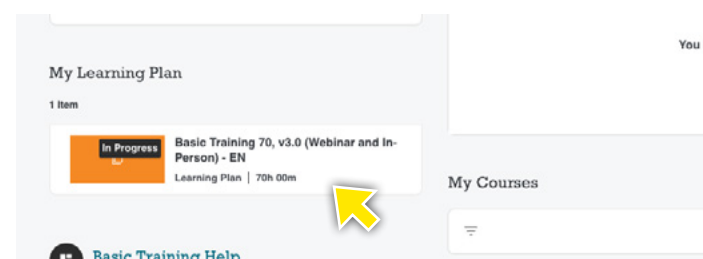 You
My Learning Plan
1 Item
In Progress
Basic Training 70, v3.0 (Webinar and In-
Person) - EN
Learning Plan | 70h 00m
My Courses
Basic Training Help